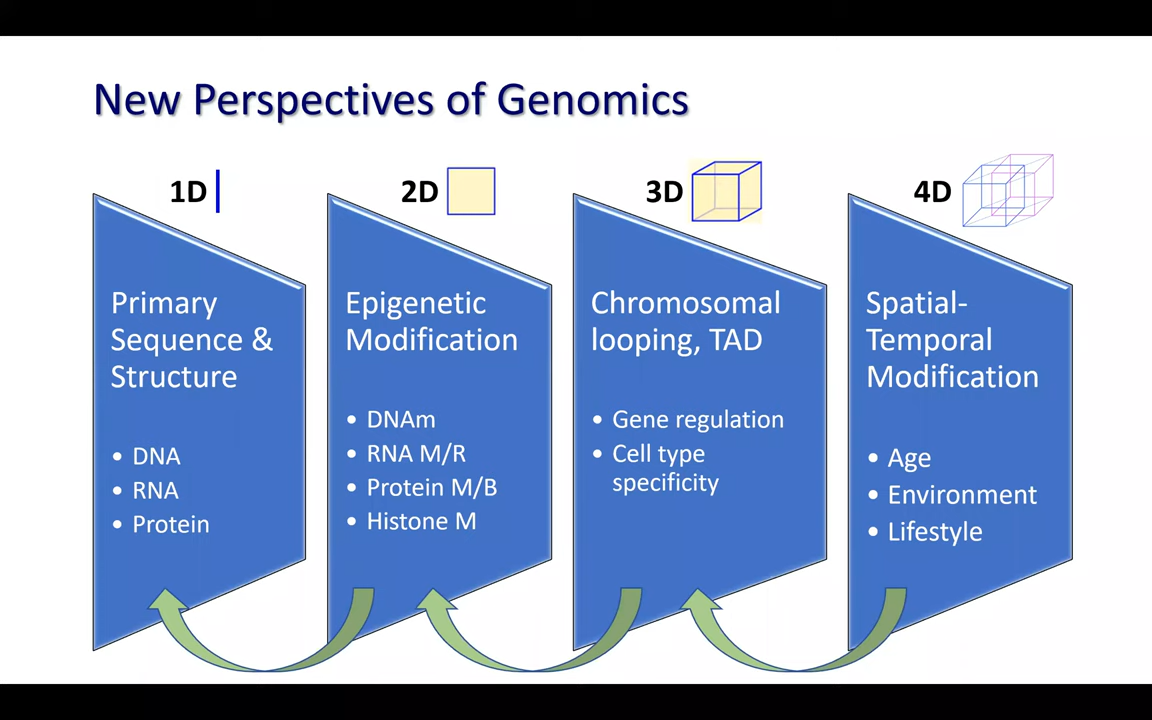 New Perspectives of Genomics
1D
Primary
Sequence &
Structure
• DNA
• RNA
• Protein
2D
Epigenetic
Modification
• DNAm
• RNA M/R
• Protein M/B
• Histone M
3D
Chromosomal
looping, TAD
• Gene regulation
• Cell type
specificity
4D
Spatial-
Temporal
Modification
• Age
• Environment
• Lifestyle